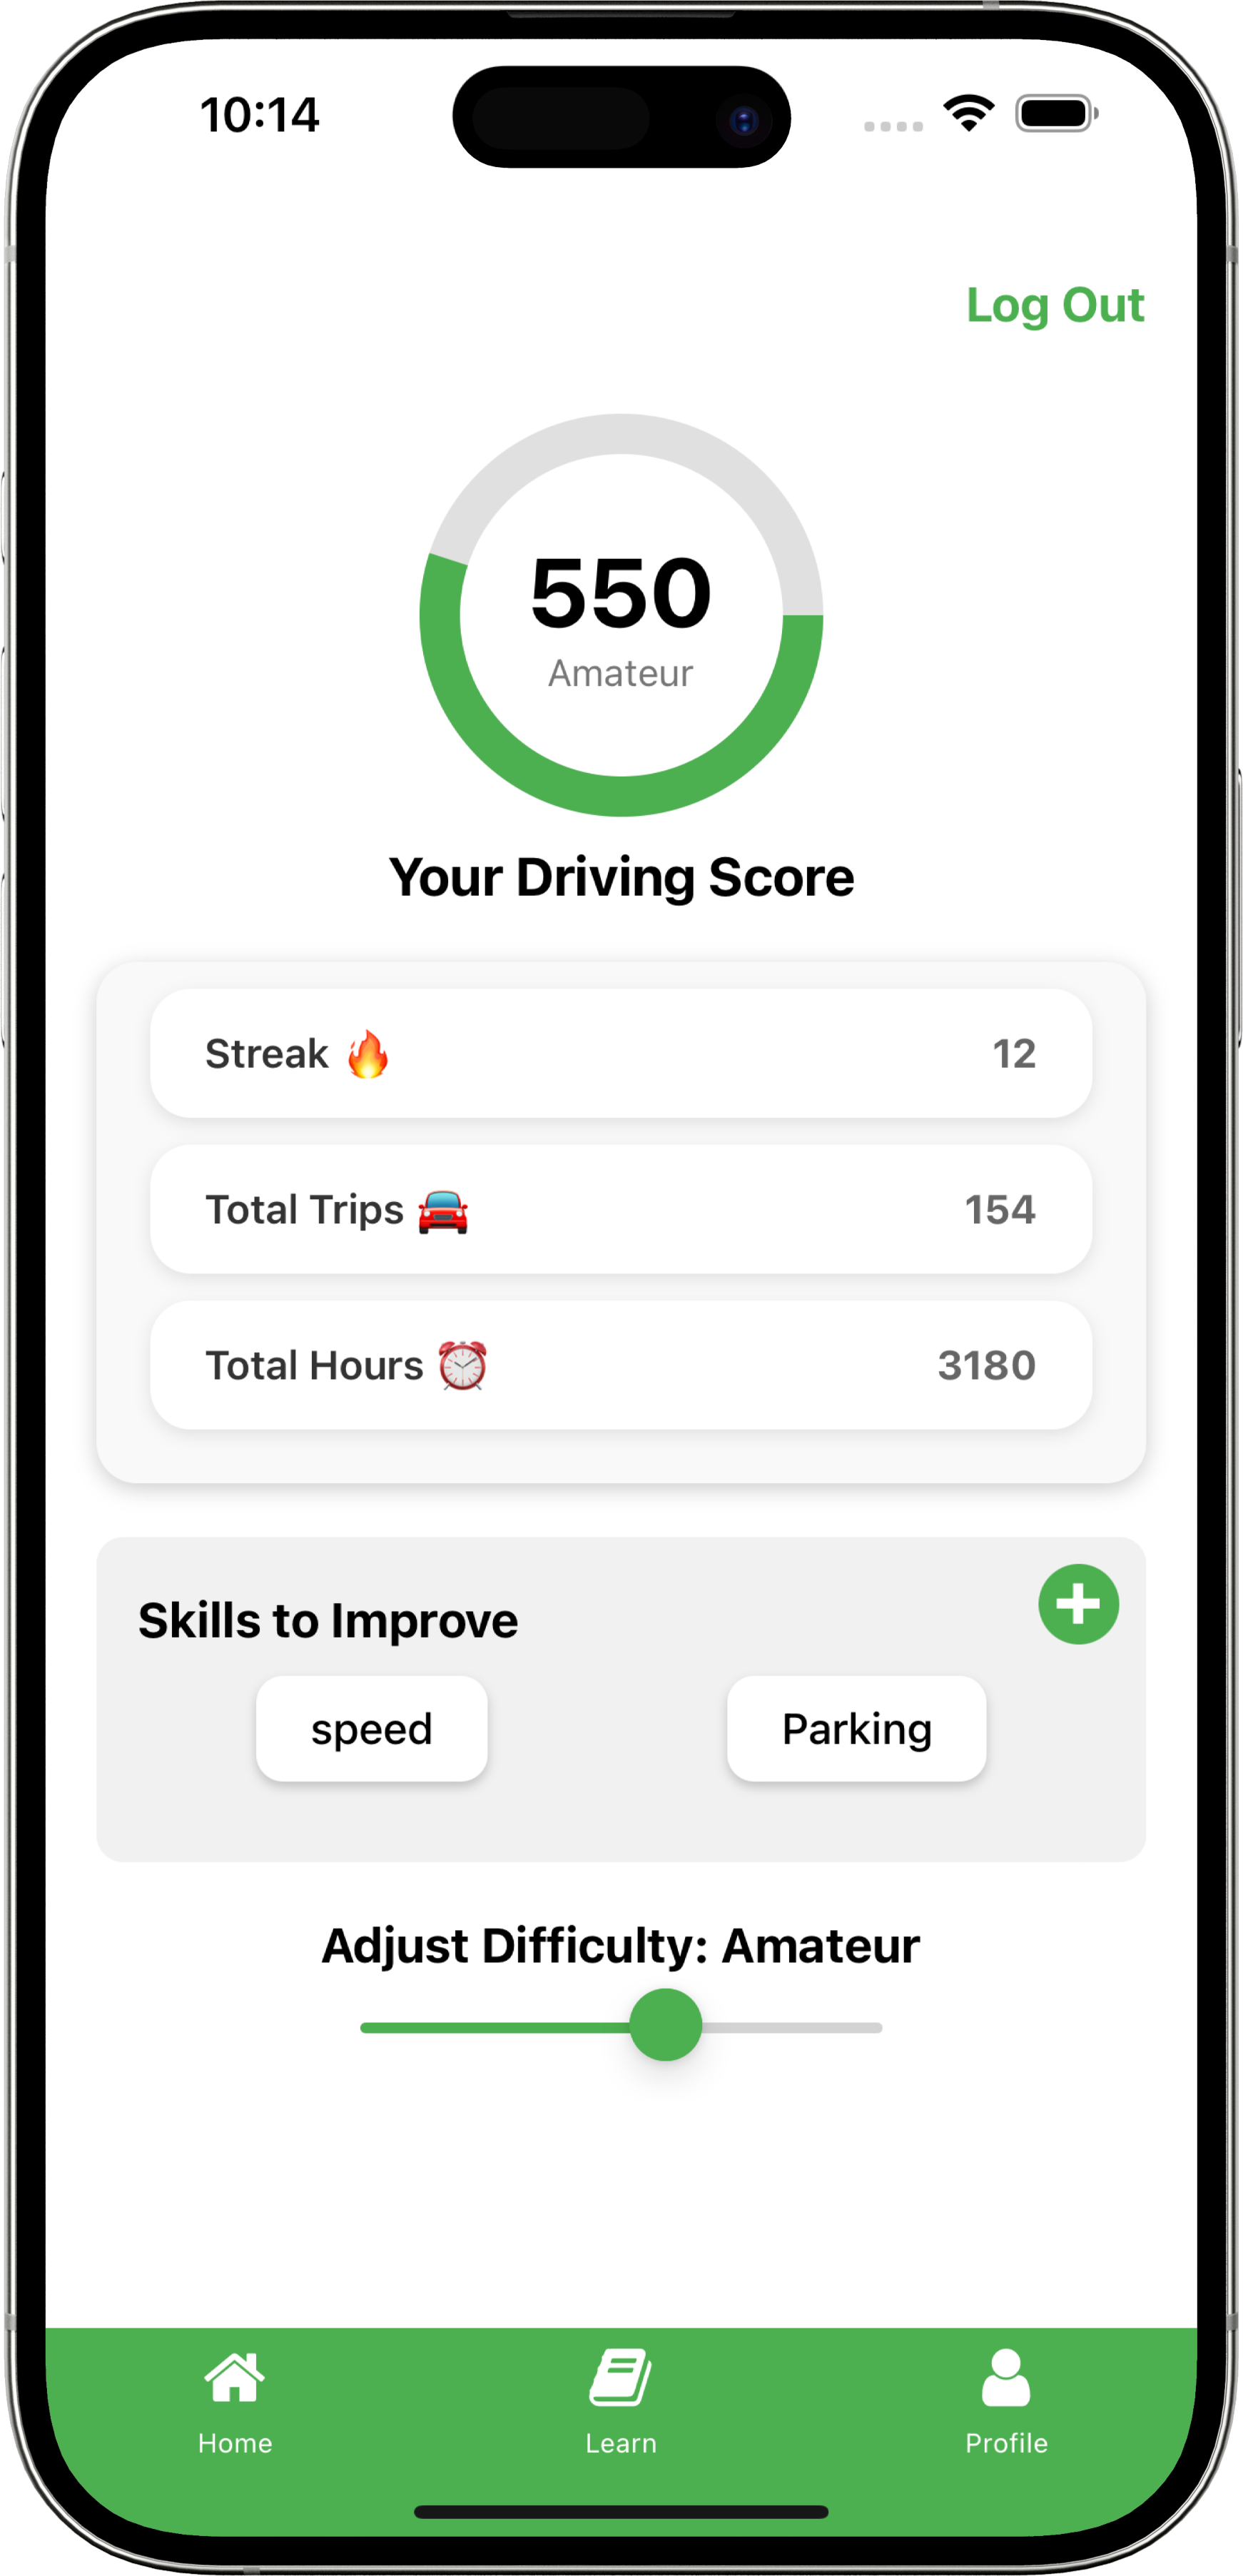 10:14
Log Out
550
Amateur
Your Driving Score
Streak 🔥 12
Total Trips 🚘 154
Total Hours ⏰ 3180
Skills to Improve
speed Parking
Adjust Difficulty: Amateur
Home Learn Profile